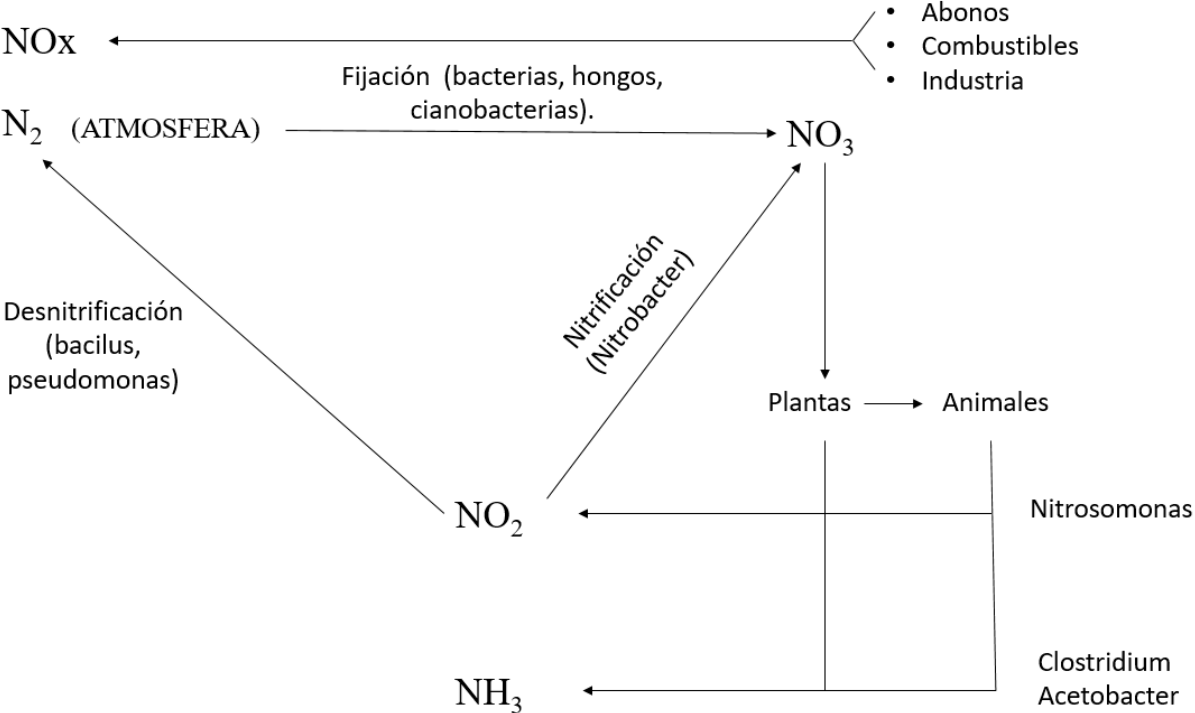 NOx
• Abonos
• Combustibles
• Industria
Fijación (bacterias, hongos,
cianobacterias).
N₂ (ATMOSFERA)
NO₃
Nitrificación
(Nitrobacter)
Desnitrificación
(bacilus,
pseudomonas)
Plantas
Animales
NO₂
Nitrosomonas
NH₃
Clostridium
Acetobacter